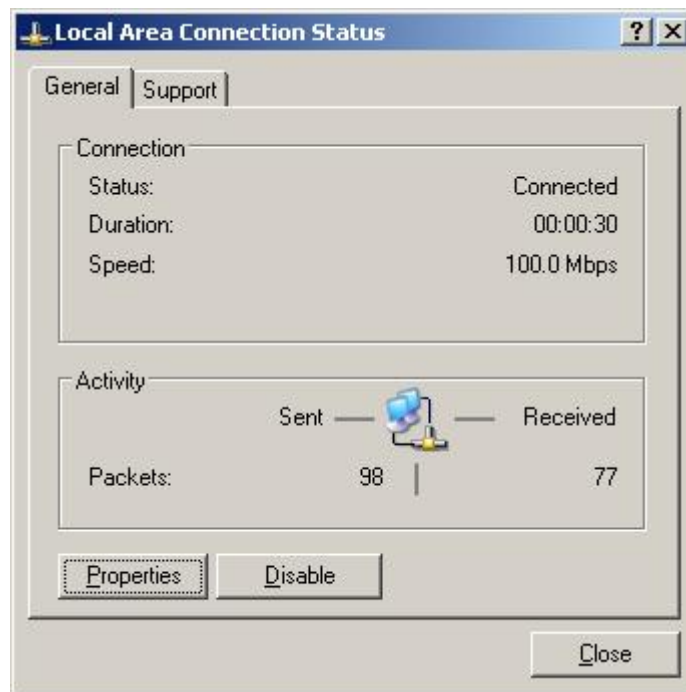 Local Area Connection Status
General Support
Connection
Status: Connected
Duration: 00:00:30
Speed: 100.0 Mbps
Activity
Sent Received
Packets: 98 77
Properties Disable
Close